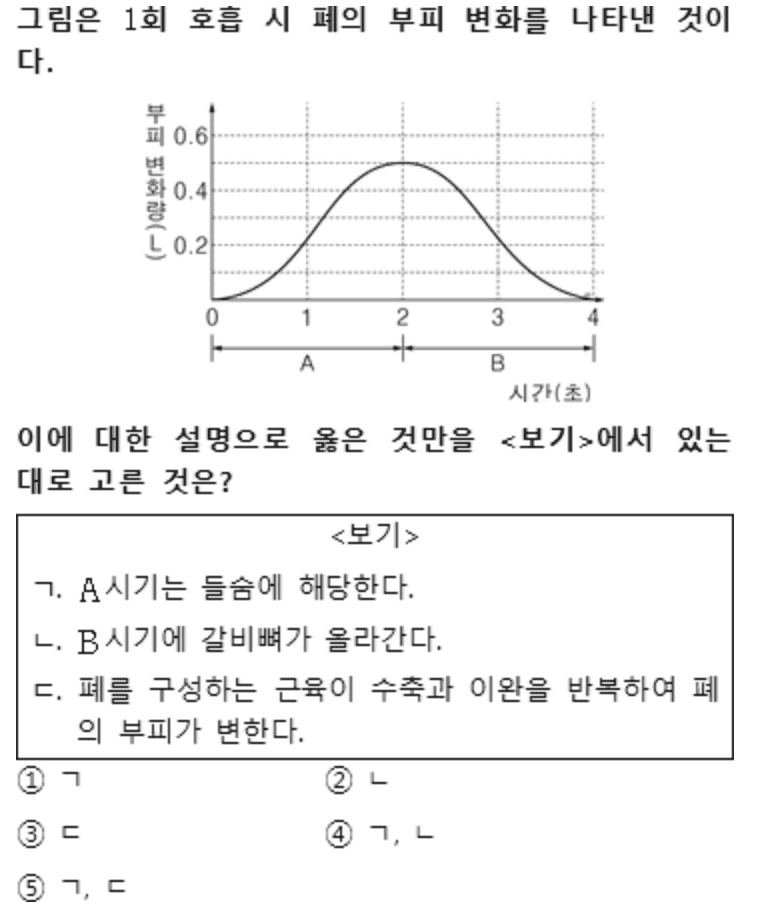 그림은 1회 호흡 시 폐의 부피 변화를 나타낸 것이
다.
부피 변화량(L)
0.6
0.4
0.2
0 1 2 3 4
A B
시간(초)
이에 대한 설명으로 옳은 것만을 <보기>에서 있는
대로 고른 것은?
<보기>
ㄱ. A시기는 들숨에 해당한다.
ㄴ. B시기에 갈비뼈가 올라간다.
ㄷ. 폐를 구성하는 근육이 수축과 이완을 반복하여 폐
의 부피가 변한다.
① ㄱ ② ㄴ
③ ㄷ ④ ㄱ, ㄴ
⑤ ㄱ, ㄷ